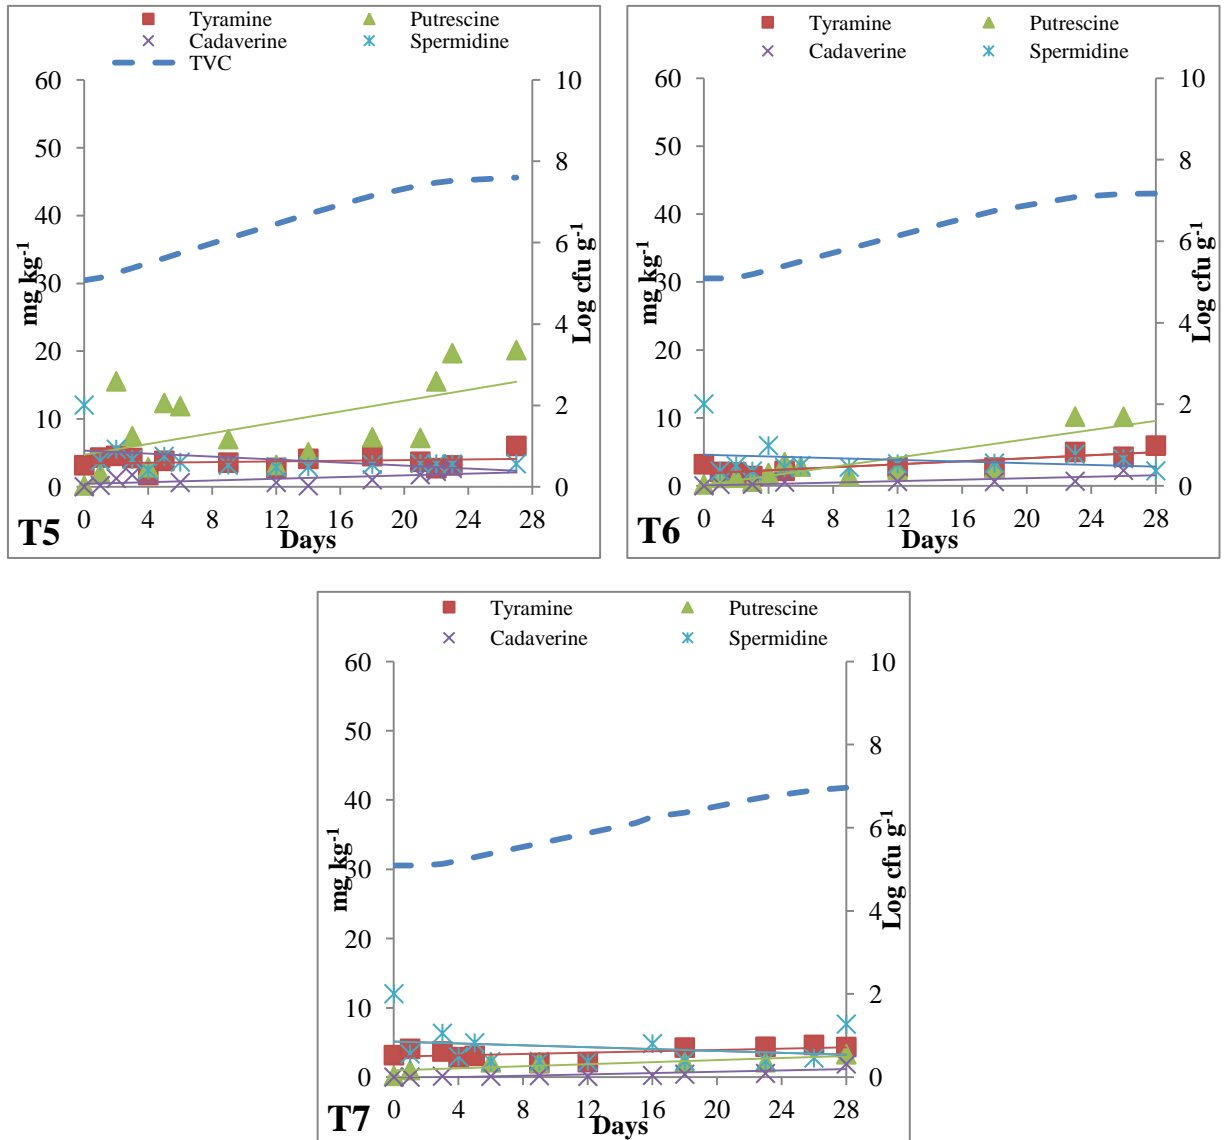 Tyramine Putrescine
Cadaverine Spermidine
TVC
60 10
50 8
40 6
30
20 4
10 2
0 0
mg kg-1
Log cfu g-1
0 4 8 12 16 20 24 28
T5 Days
Tyramine Putrescine
Cadaverine Spermidine
60 10
50 8
40 6
30
20 4
10 2
0 0
mg kg-1
Log cfu g-1
0 4 8 12 16 20 24 28
T6 Days
Tyramine Putrescine
Cadaverine Spermidine
60 10
50 8
40 6
30
20 4
10 2
0 0
mg kg-1
Log cfu g-1
0 4 8 12 16 20 24 28
T7 Days